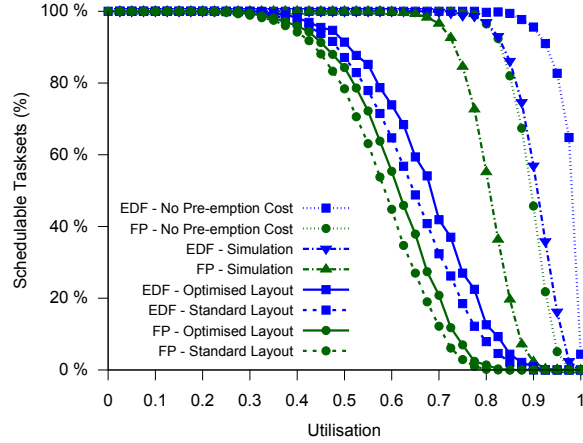 100 %
80 %
60 %
40 %
20 %
0 %
Schedulable Tasksets (%)
EDF - No Pre-emption Cost
FP - No Pre-emption Cost
EDF - Simulation
FP - Simulation
EDF - Optimised Layout
EDF - Standard Layout
FP - Optimised Layout
FP - Standard Layout
0 0.1 0.2 0.3 0.4 0.5 0.6 0.7 0.8 0.9 1
Utilisation